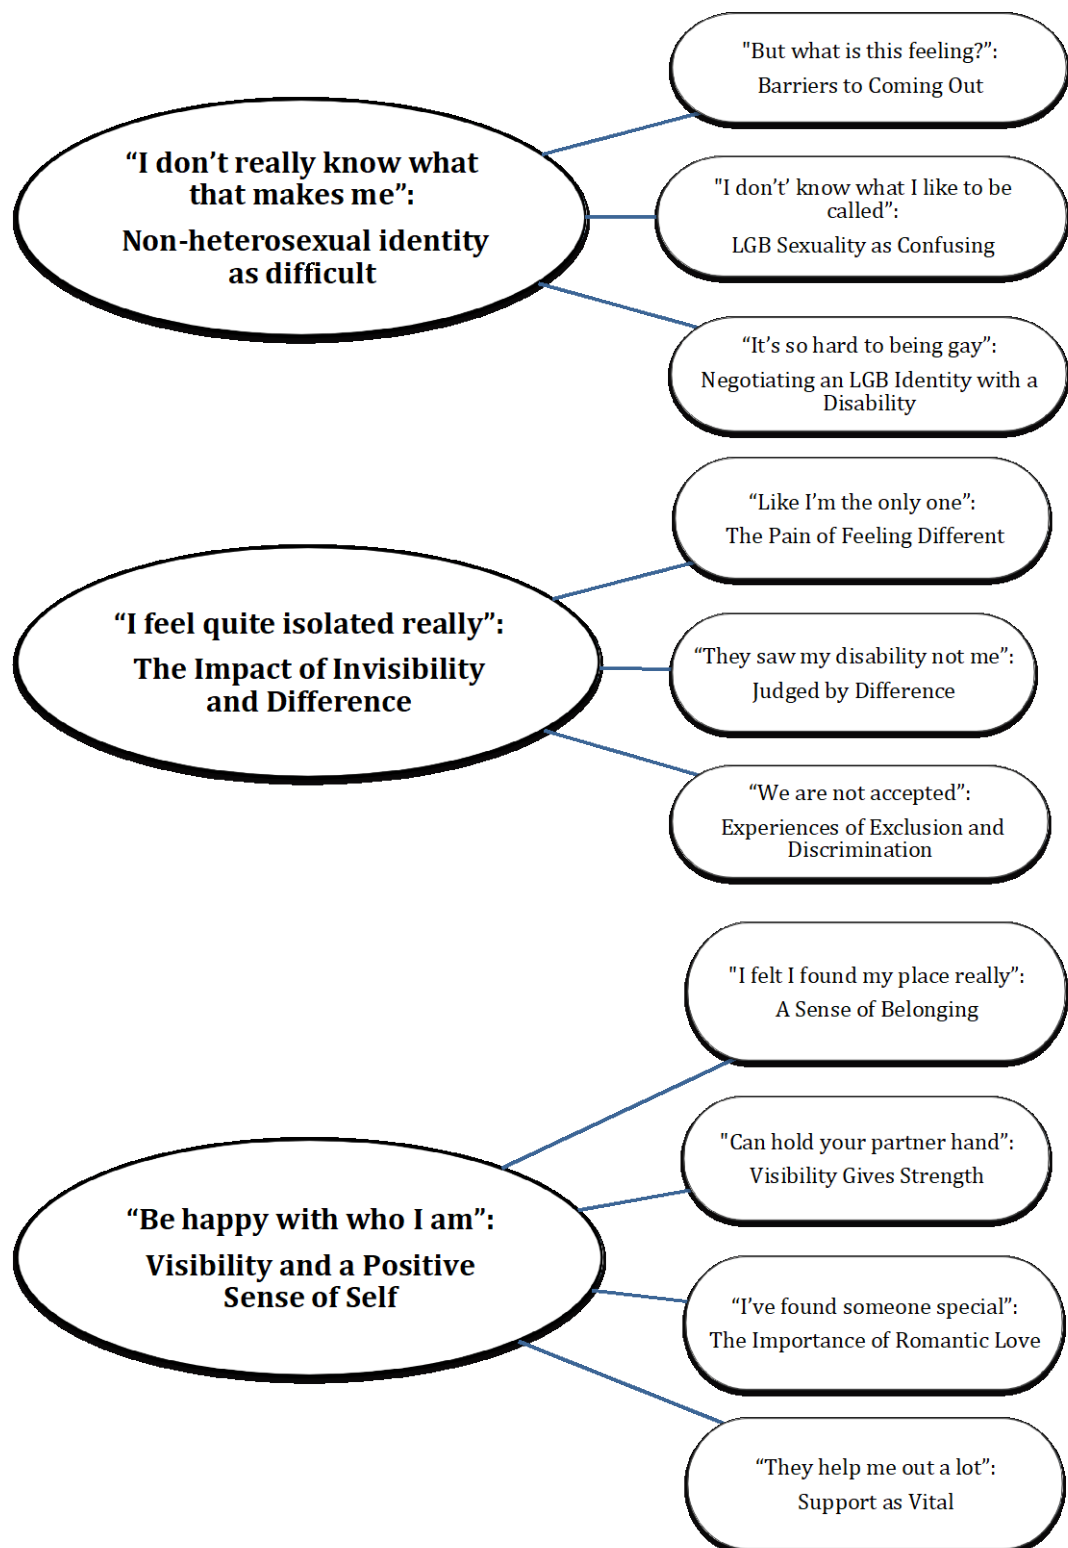 “I don’t really know what
that makes me”:
Non-heterosexual identity
as difficult
"But what is this feeling?”:
Barriers to Coming Out
"I don’t’ know what I like to be
called”:
LGB Sexuality as Confusing
“It’s so hard to being gay”:
Negotiating an LGB Identity with a
Disability
“I feel quite isolated really”:
The Impact of Invisibility
and Difference
“Like I’m the only one”:
The Pain of Feeling Different
“They saw my disability not me”:
Judged by Difference
“We are not accepted”:
Experiences of Exclusion and
Discrimination
“Be happy with who I am”:
Visibility and a Positive
Sense of Self
"I felt I found my place really”:
A Sense of Belonging
"Can hold your partner hand”:
Visibility Gives Strength
“I’ve found someone special”:
The Importance of Romantic Love
“They help me out a lot”:
Support as Vital